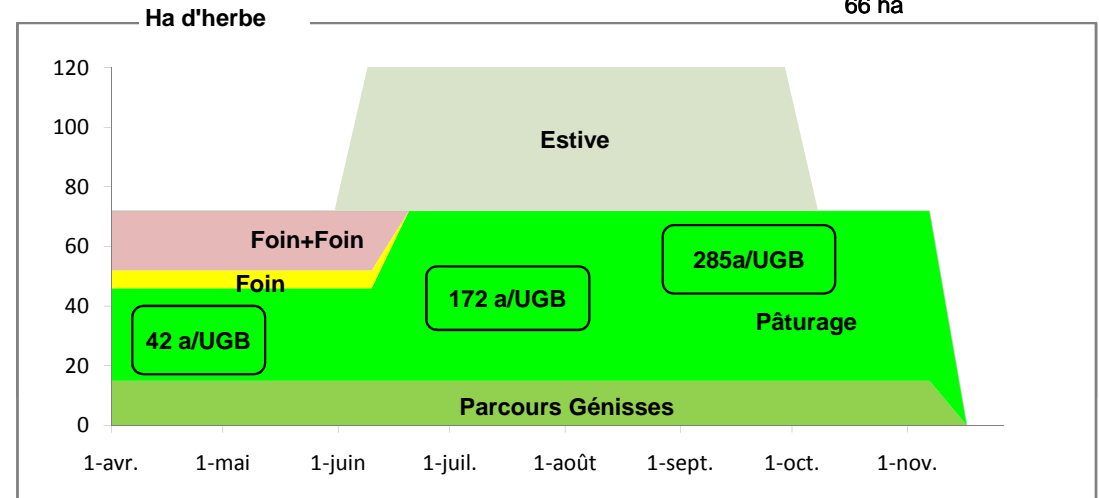 66 ha
Ha d'herbe
120
100
80
60
40
20
0
Estive
Foin+Foin
Foin
42 a/UGB
172 a/UGB
285a/UGB
Pâturage
Parcours Génisses
1-avr. 1-mai 1-juin 1-juil. 1-août 1-sept. 1-oct. 1-nov.